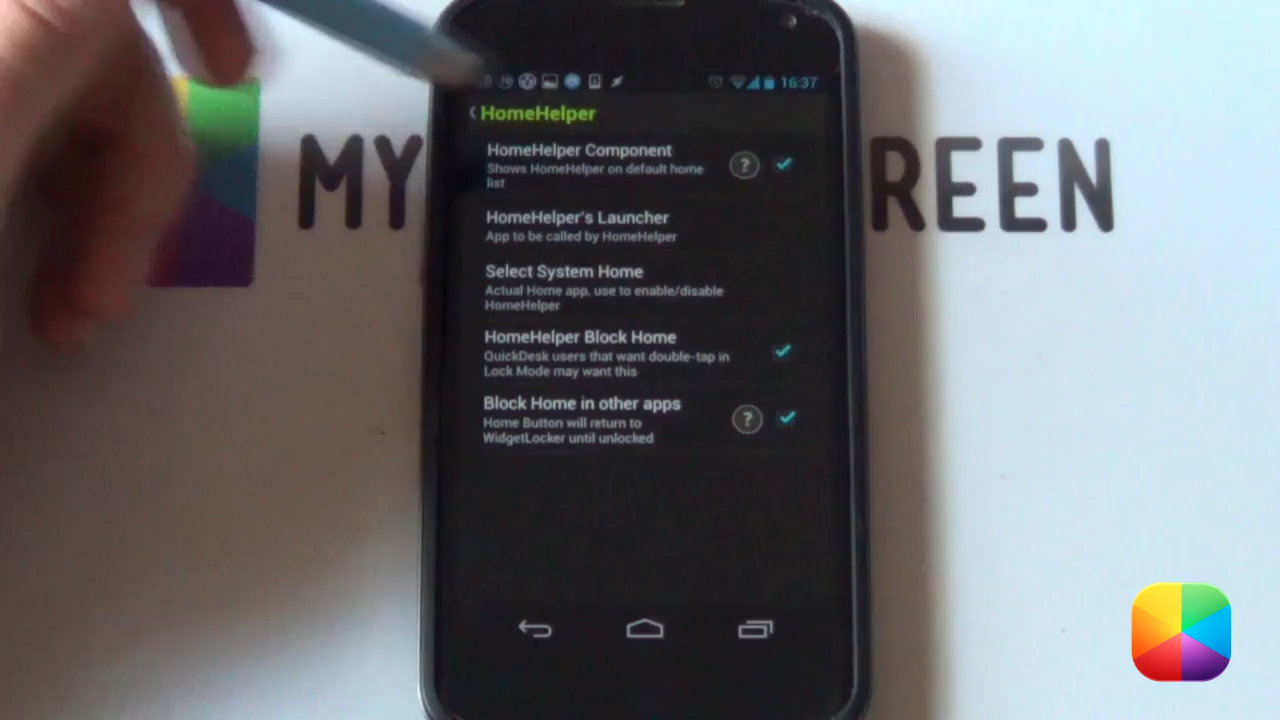 16:37
HomeHelper
MY REEN
HomeHelper Component
Shows HomeHelper on default home
list
?
HomeHelper's Launcher
App to be called by HomeHelper
Select System Home
Actual Home app, use to enable/disable
HomeHelper
HomeHelper Block Home
QuickDesk users that want double-tap in
Lock Mode may want this
Block Home in other apps
?
Home Button will return to
WidgetLocker until unlocked